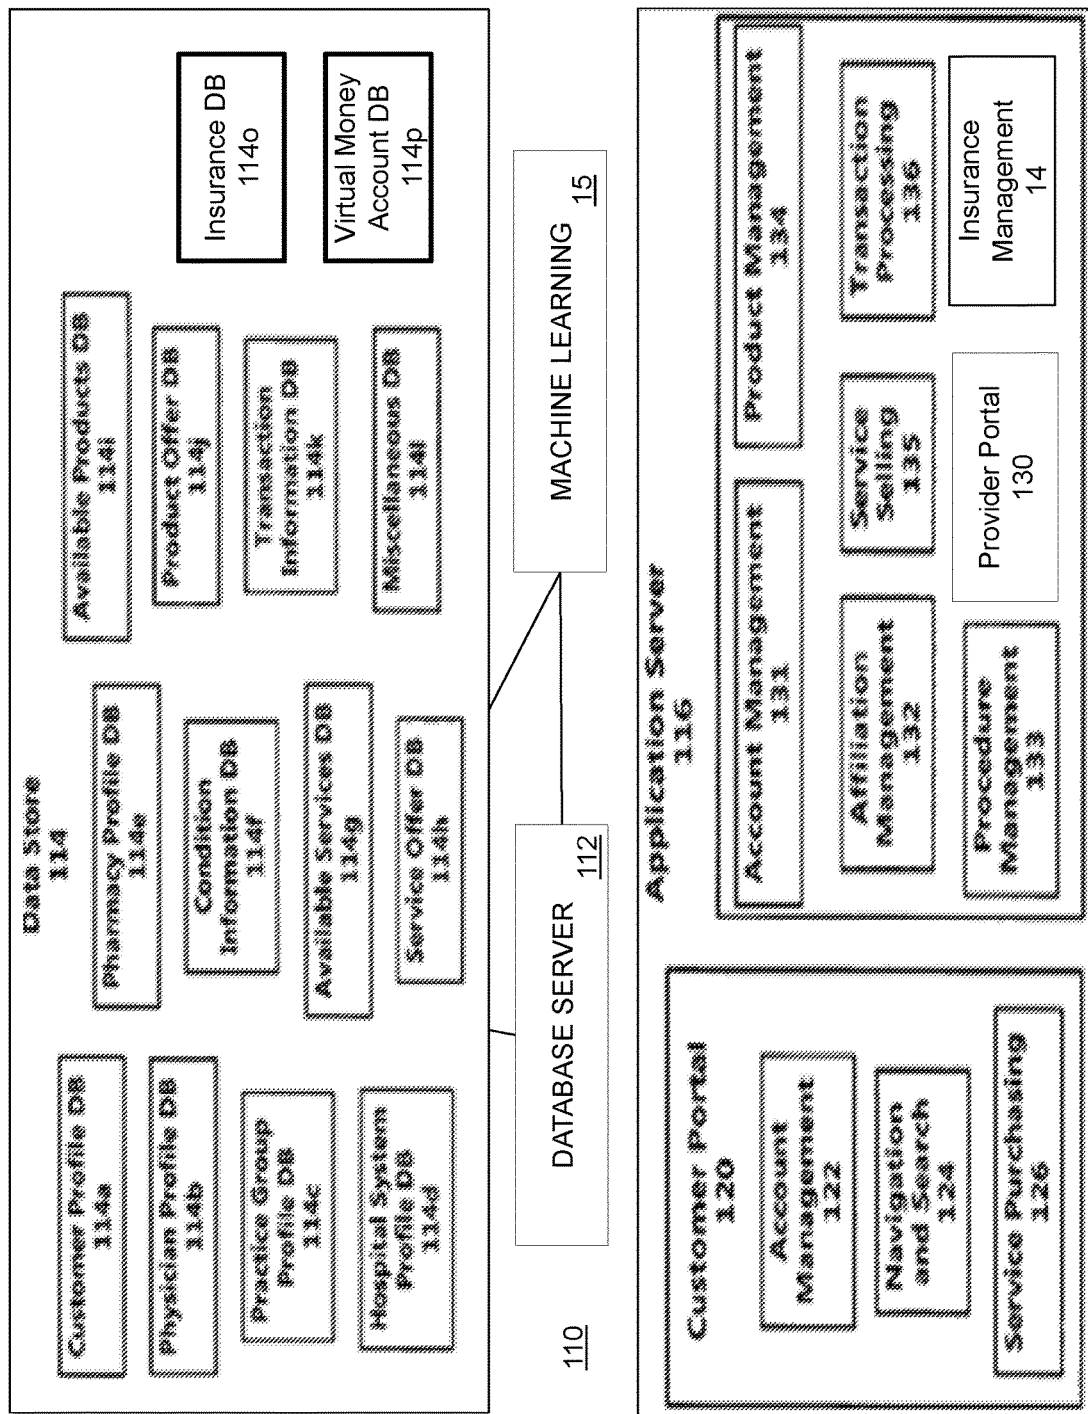 Data Store
114
Customer Profile DB
114a
Physician Profile DB
114b
Practice Group
Profile DB
114c
Hospital System
Profile DB
114d
Pharmacy Profile DB
114e
Condition
Information DB
114f
Available Services DB
114g
Service Offer DB
114h
Available Products DB
114i
Product Offer DB
114j
Transaction
Information DB
114k
Miscellaneous DB
114l
Insurance DB
114o
Virtual Money
Account DB
114p
110
DATABASE SERVER
112
MACHINE LEARNING
15
Application Server
116
Customer Portal
120
Account
Management
122
Navigation
and Search
124
Service Purchasing
126
Account Management
131
Product Management
134
Affiliation
Management
132
Service
Selling
135
Transaction
Processing
136
Procedure
Management
133
Provider Portal
130
Insurance
Management
14